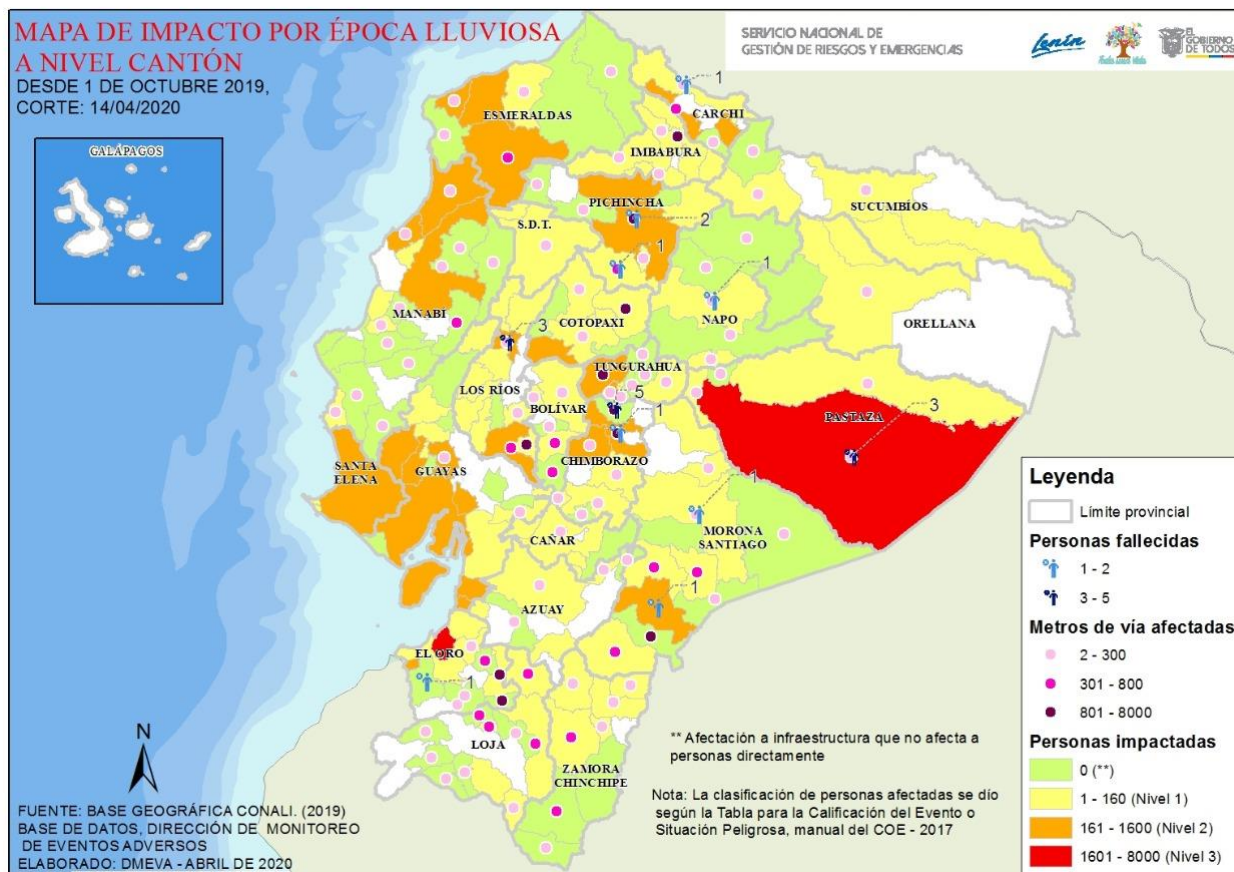 MAPA DE IMPACTO POR ÉPOCA LLUVIOSA
A NIVEL CANTÓN
DESDE 1 DE OCTUBRE 2019,
CORTE: 14/04/2020
SERVICIO NACIONAL DE
GESTIÓN DE RIESGOS Y EMERGENCIAS
Lenín
EL
GOBIERNO
DE TODOS
GALÁPAGOS
1
CARCHI
ESMERALDAS
IMBABURA
SUCUMBÍOS
PICHINCHA
2
S.D.T.
1
1
NAPO
ORELLANA
MANABI
COTOPAXI
3
TUNGURAHUA
LOS RÍOS
BOLÍVAR
5
1
PASTAZA
3
SANTA
ELENA
GUAYAS
CHIMBORAZO
1
MORONA
SANTIAGO
CAÑAR
1
AZUAY
EL ORO
1
LOJA
ZAMORA
CHINCHIPE
N
** Afectación a infraestructura que no afecta a
personas directamente
Nota: La clasificación de personas afectadas se dío
según la Tabla para la Calificación del Evento o
Situación Peligrosa, manual del COE - 2017
FUENTE: BASE GEOGRÁFICA CONALI. (2019)
BASE DE DATOS, DIRECCIÓN DE MONITOREO
DE EVENTOS ADVERSOS
ELABORADO: DMEVA - ABRIL DE 2020
Leyenda
Límite provincial
Personas fallecidas
1 - 2
3 - 5
Metros de vía afectadas
2 - 300
301 - 800
801 - 8000
Personas impactadas
0 (**)
1 - 160 (Nivel 1)
161 - 1600 (Nivel 2)
1601 - 8000 (Nivel 3)